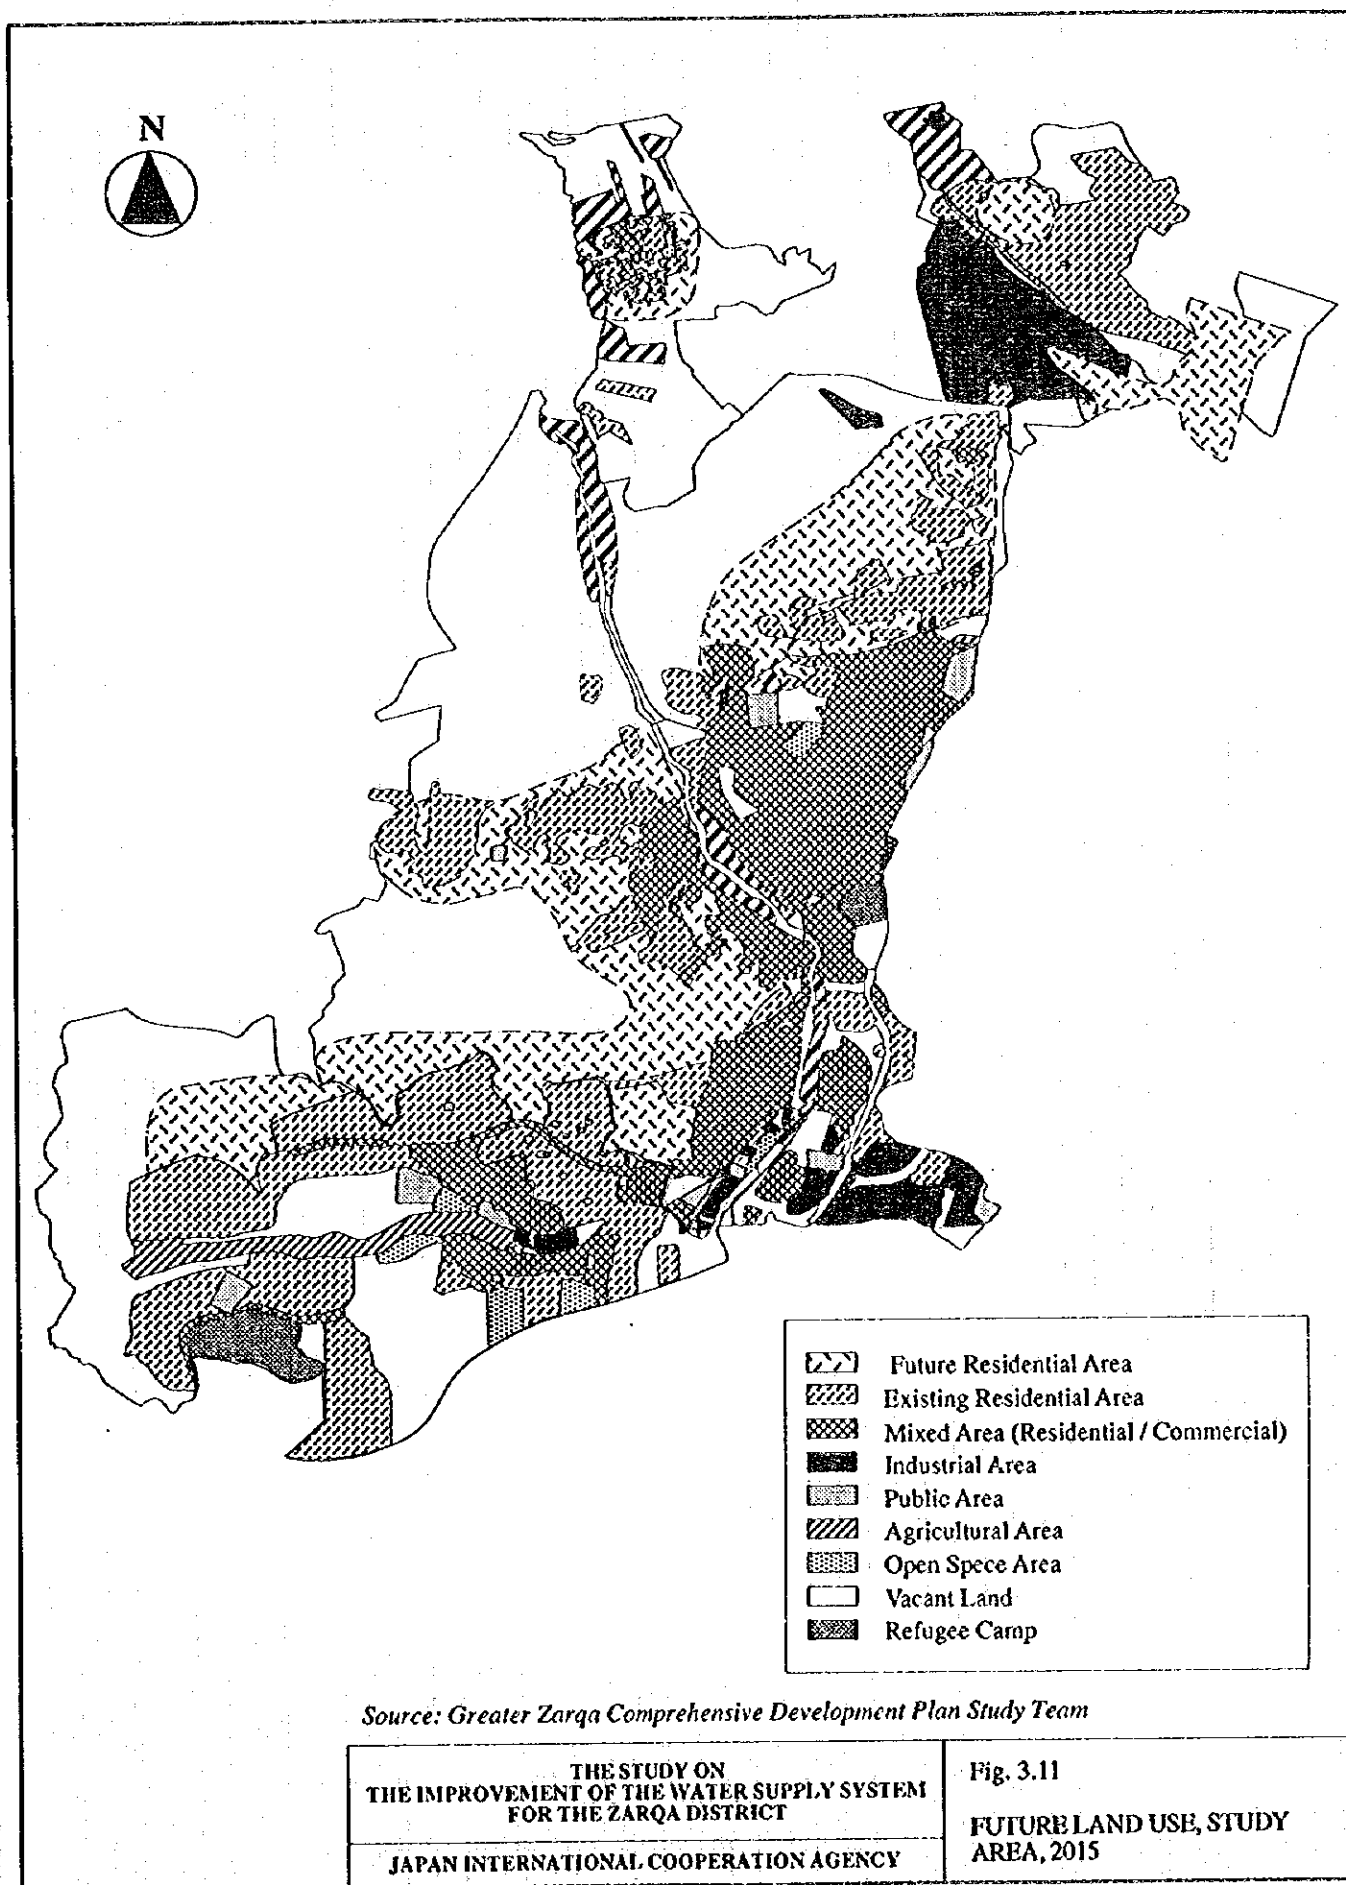 N
Future Residential Area
Existing Residential Area
Mixed Area (Residential / Commercial)
Industrial Area
Public Area
Agricultural Area
Open Spece Area
Vacant Land
Refugee Camp
Source: Greater Zarqa Comprehensive Development Plan Study Team
THE STUDY ON
THE IMPROVEMENT OF THE WATER SUPPLY SYSTEM
FOR THE ZARQA DISTRICT
JAPAN INTERNATIONAL COOPERATION AGENCY
Fig. 3.11
FUTURE LAND USE, STUDY
AREA, 2015